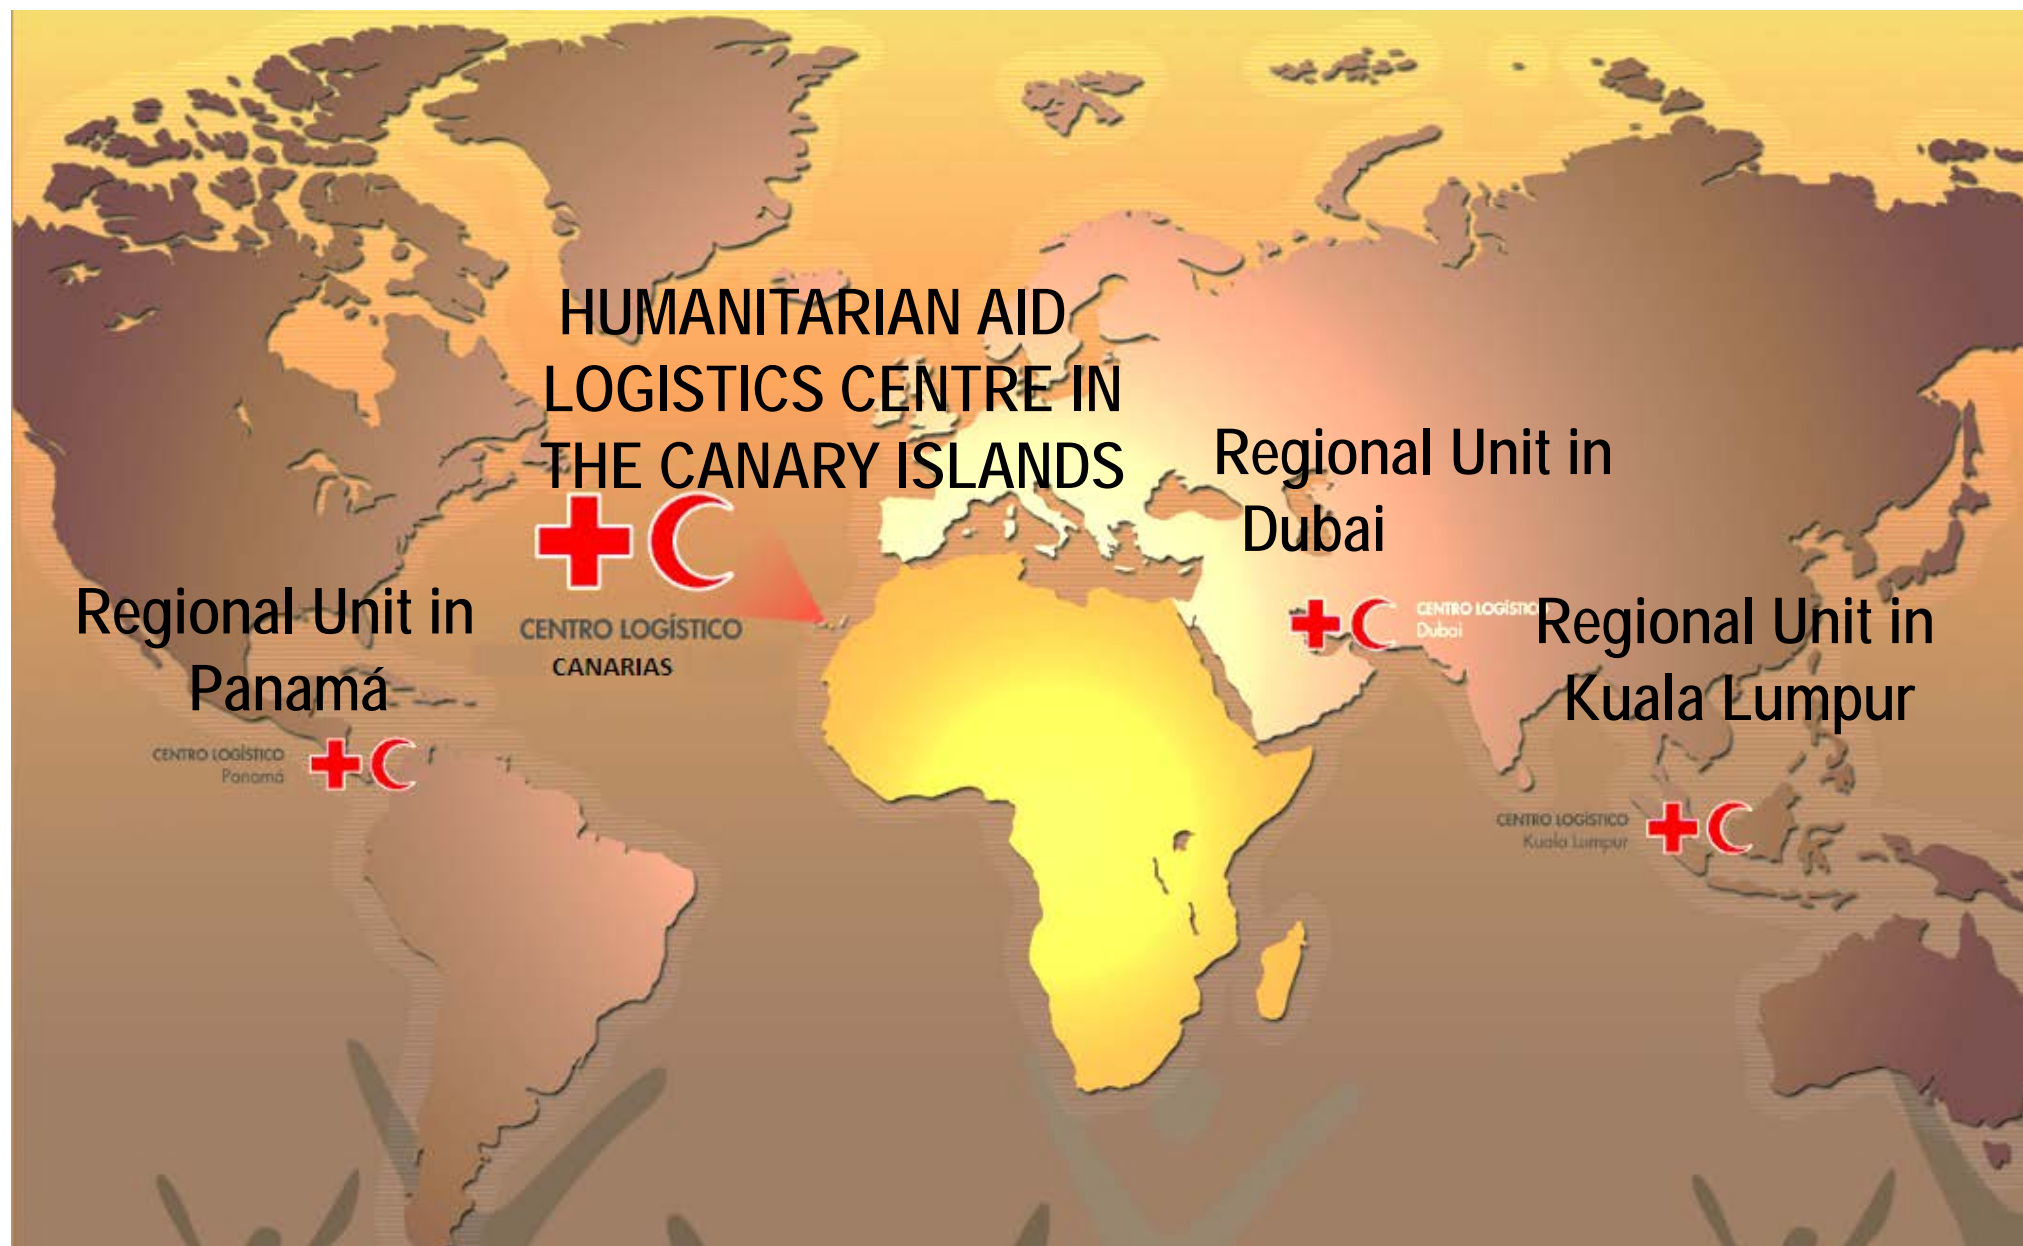 HUMANITARIAN AID
LOGISTICS CENTRE IN
THE CANARY ISLANDS
CENTRO LOGÍSTICO
CANARIAS
Regional Unit in
Panamá
CENTRO LOGÍSTICO
Panamá
Regional Unit in
Dubai
CENTRO LOGÍSTICO
Dubai
Regional Unit in
Kuala Lumpur
CENTRO LOGÍSTICO
Kuala Lumpur